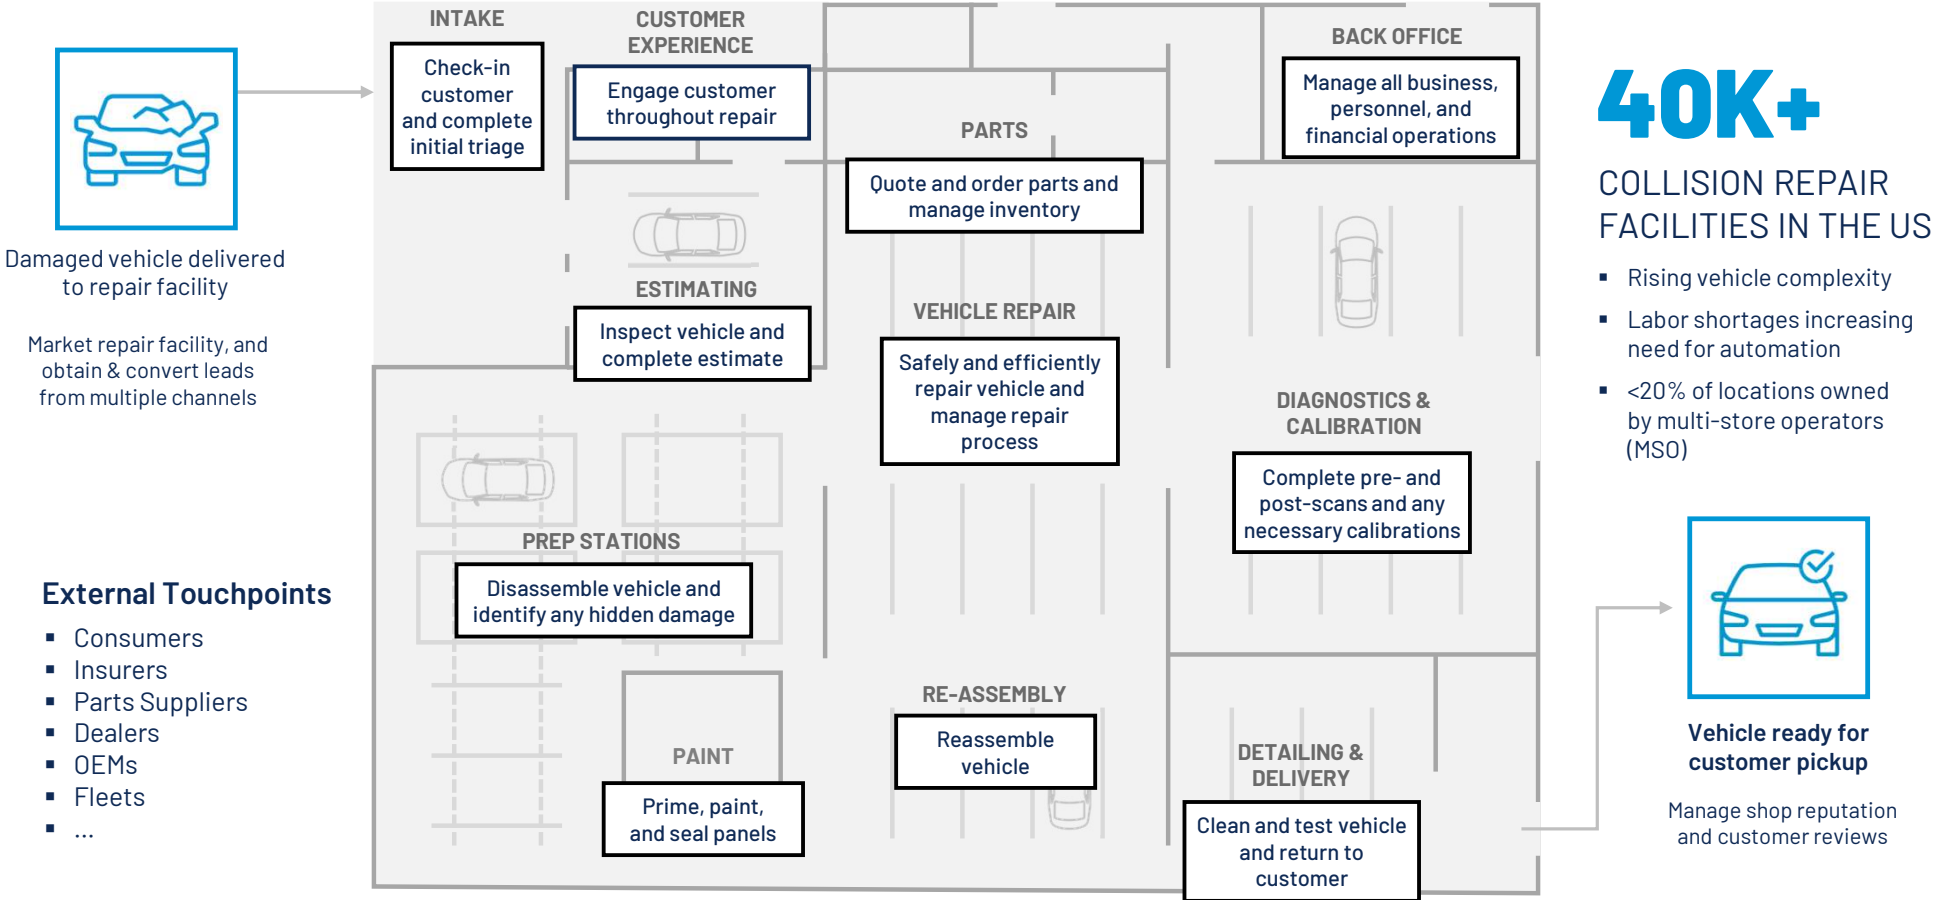 Damaged vehicle delivered
to repair facility
Market repair facility, and
obtain & convert leads
from multiple channels
External Touchpoints
▪ Consumers
▪ Insurers
▪ Parts Suppliers
▪ Dealers
▪ OEMs
▪ Fleets
▪ ...
INTAKE
Check-in
customer
and complete
initial triage
CUSTOMER
EXPERIENCE
Engage customer
throughout repair
ESTIMATING
Inspect vehicle and
complete estimate
PREP STATIONS
Disassemble vehicle and
identify any hidden damage
PAINT
Prime, paint,
and seal panels
PARTS
Quote and order parts and
manage inventory
VEHICLE REPAIR
Safely and efficiently
repair vehicle and
manage repair
process
RE-ASSEMBLY
Reassemble
vehicle
BACK OFFICE
Manage all business,
personnel, and
financial operations
DIAGNOSTICS &
CALIBRATION
Complete pre- and
post-scans and any
necessary calibrations
DETAILING &
DELIVERY
Clean and test vehicle
and return to
customer
40K+
COLLISION REPAIR
FACILITIES IN THE US
▪ Rising vehicle complexity
▪ Labor shortages increasing
need for automation
▪ <20% of locations owned
by multi-store operators
(MSO)
Vehicle ready for
customer pickup
Manage shop reputation
and customer reviews